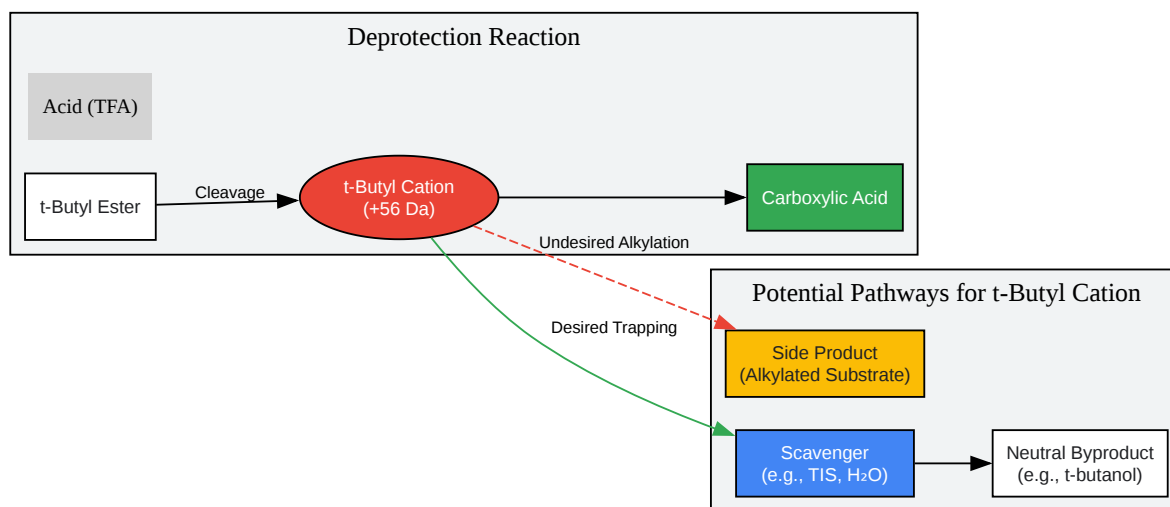 Deprotection Reaction
Acid (TFA)
t-Butyl Ester
Cleavage
t-Butyl Cation
(+56 Da)
Carboxylic Acid
Undesired Alkylation
Desired Trapping
Potential Pathways for t-Butyl Cation
Side Product
(Alkylated Substrate)
Scavenger
(e.g., TIS, H₂O)
Neutral Byproduct
(e.g., t-butanol)